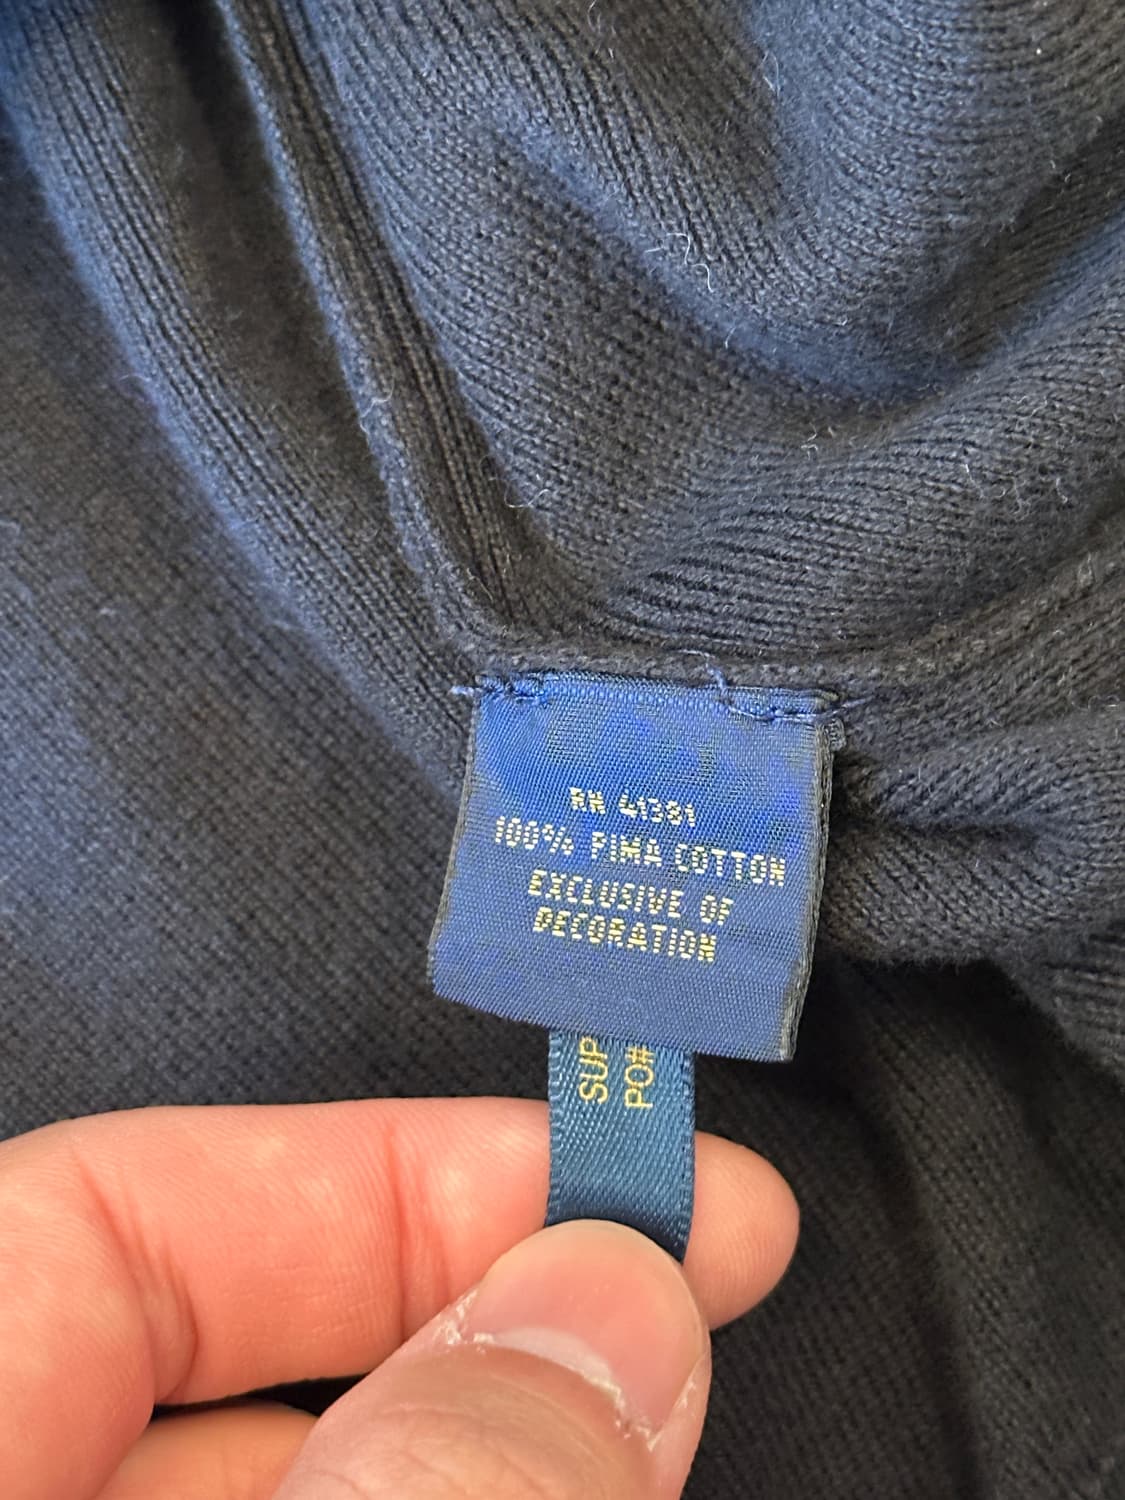 RN 41381
100% PIMA COTTON
EXCLUSIVE OF
DECORATION
SUP
PO#